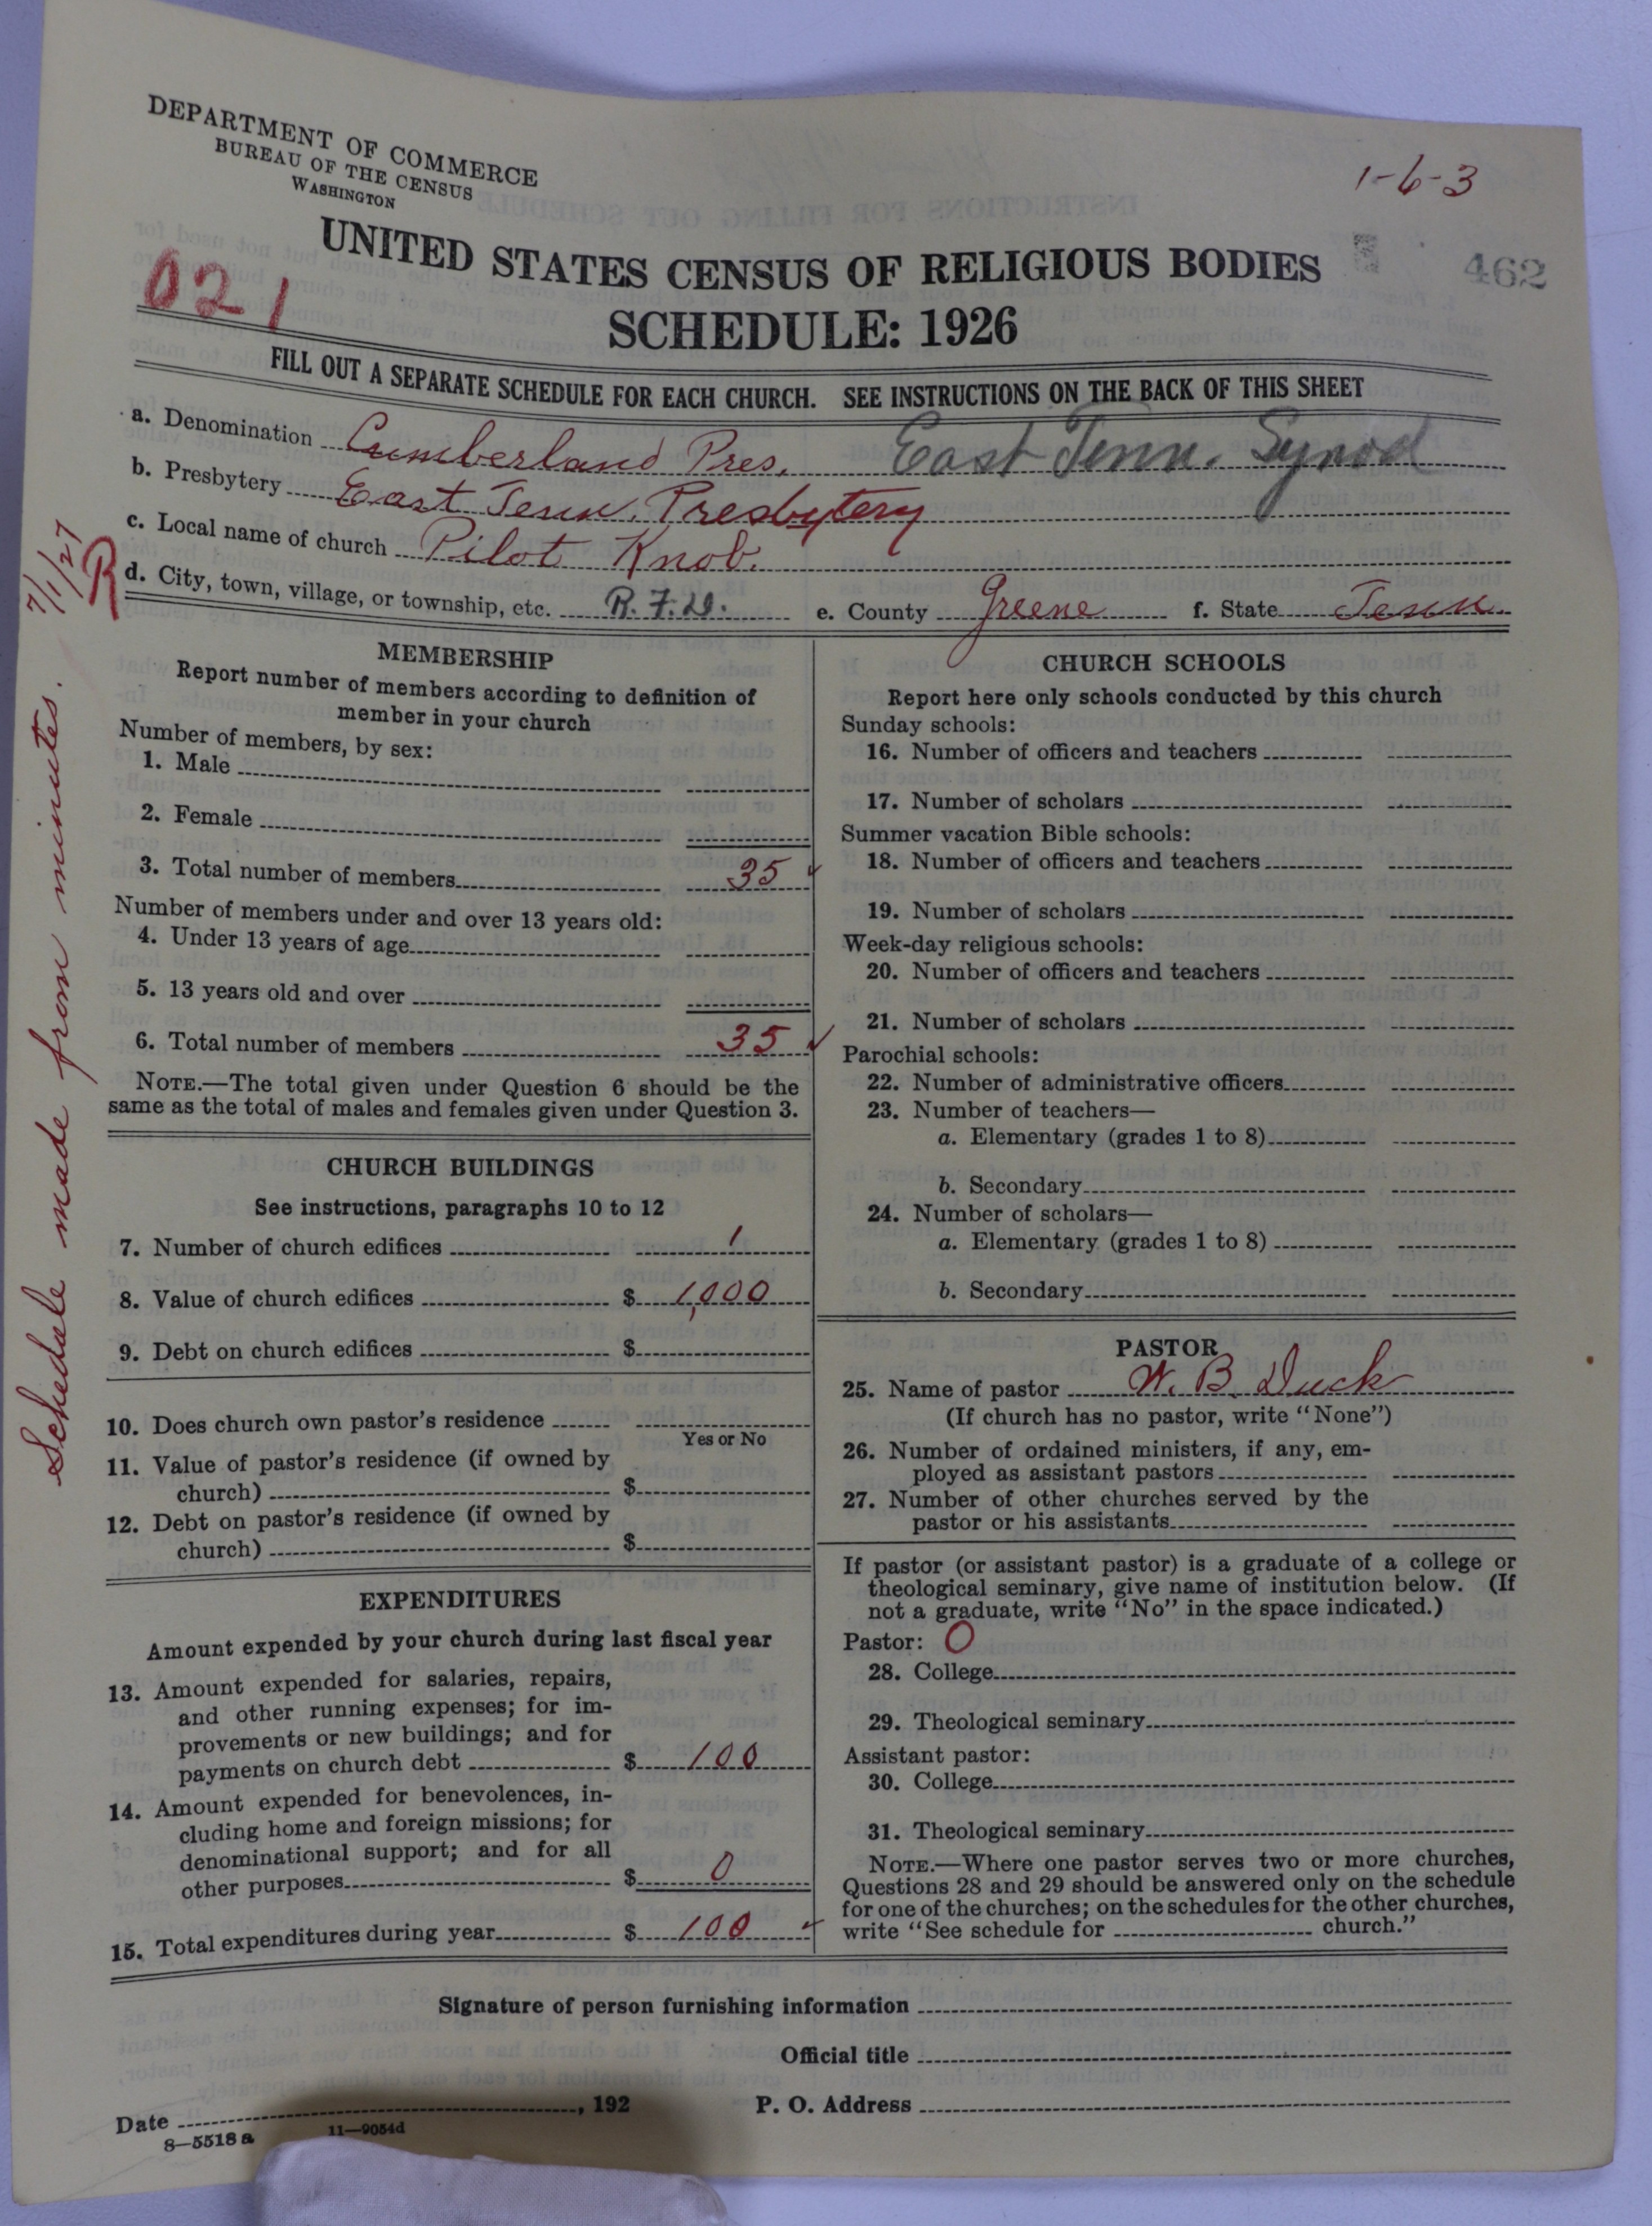 DEPARTMENT OF COMMERCE
BUREAU OF THE CENSUS
WASHINGTON
1-6-3
UNITED STATES CENSUS OF RELIGIOUS BODIES
462
021
SCHEDULE: 1926
FILL OUT A SEPARATE SCHEDULE FOR EACH CHURCH. SEE INSTRUCTIONS ON THE BACK OF THIS SHEET
a. Denomination Cumberland Pres. East Tenn. Synod
b. Presbytery East Tenn. Presbytery
c. Local name of church Pilot Knob.
d. City, town, village, or township, etc. R.F.D. e. County Greene f. State Tenn.
Schedule made from minutes. 7/1/27
R
MEMBERSHIP
Report number of members according to definition of
member in your church
Number of members, by sex:
1. Male
2. Female
3. Total number of members 35
Number of members under and over 13 years old:
4. Under 13 years of age
5. 13 years old and over
6. Total number of members 35
NOTE.—The total given under Question 6 should be the
same as the total of males and females given under Question 3.
CHURCH BUILDINGS
See instructions, paragraphs 10 to 12
7. Number of church edifices 1
8. Value of church edifices $ 1,000
9. Debt on church edifices $
10. Does church own pastor's residence
Yes or No
11. Value of pastor's residence (if owned by
church) $
12. Debt on pastor's residence (if owned by
church) $
EXPENDITURES
Amount expended by your church during last fiscal year
13. Amount expended for salaries, repairs,
and other running expenses; for im-
provements or new buildings; and for
payments on church debt $ 100
14. Amount expended for benevolences, in-
cluding home and foreign missions; for
denominational support; and for all
other purposes $ 0
15. Total expenditures during year $ 100
CHURCH SCHOOLS
Report here only schools conducted by this church
Sunday schools:
16. Number of officers and teachers
17. Number of scholars
Summer vacation Bible schools:
18. Number of officers and teachers
19. Number of scholars
Week-day religious schools:
20. Number of officers and teachers
21. Number of scholars
Parochial schools:
22. Number of administrative officers
23. Number of teachers—
a. Elementary (grades 1 to 8)
b. Secondary
24. Number of scholars—
a. Elementary (grades 1 to 8)
b. Secondary
PASTOR
25. Name of pastor W. B. Duck
(If church has no pastor, write "None")
26. Number of ordained ministers, if any, em-
ployed as assistant pastors
27. Number of other churches served by the
pastor or his assistants
If pastor (or assistant pastor) is a graduate of a college or
theological seminary, give name of institution below. (If
not a graduate, write "No" in the space indicated.)
Pastor: O
28. College
29. Theological seminary
Assistant pastor:
30. College
31. Theological seminary
NOTE.—Where one pastor serves two or more churches,
Questions 28 and 29 should be answered only on the schedule
for one of the churches; on the schedules for the other churches,
write "See schedule for church."
Signature of person furnishing information
Official title
Date , 192 P. O. Address
8—5518 a 11—9054d